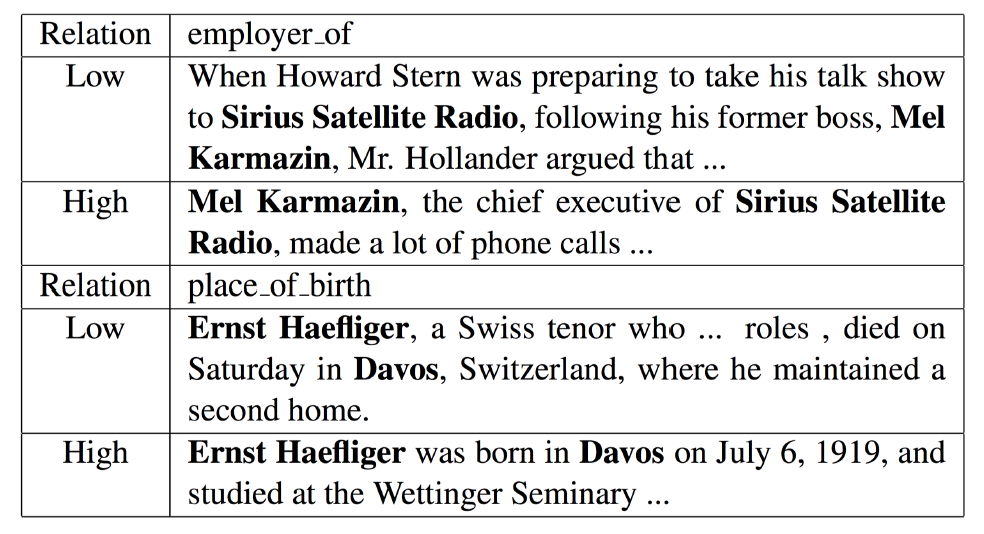 Relation employer_of
Low When Howard Stern was preparing to take his talk show
to Sirius Satellite Radio, following his former boss, Mel
Karmazin, Mr. Hollander argued that ...
High Mel Karmazin, the chief executive of Sirius Satellite
Radio, made a lot of phone calls ...
Relation place_of_birth
Low Ernst Haefliger, a Swiss tenor who ... roles , died on
Saturday in Davos, Switzerland, where he maintained a
second home.
High Ernst Haefliger was born in Davos on July 6, 1919, and
studied at the Wettinger Seminary ...